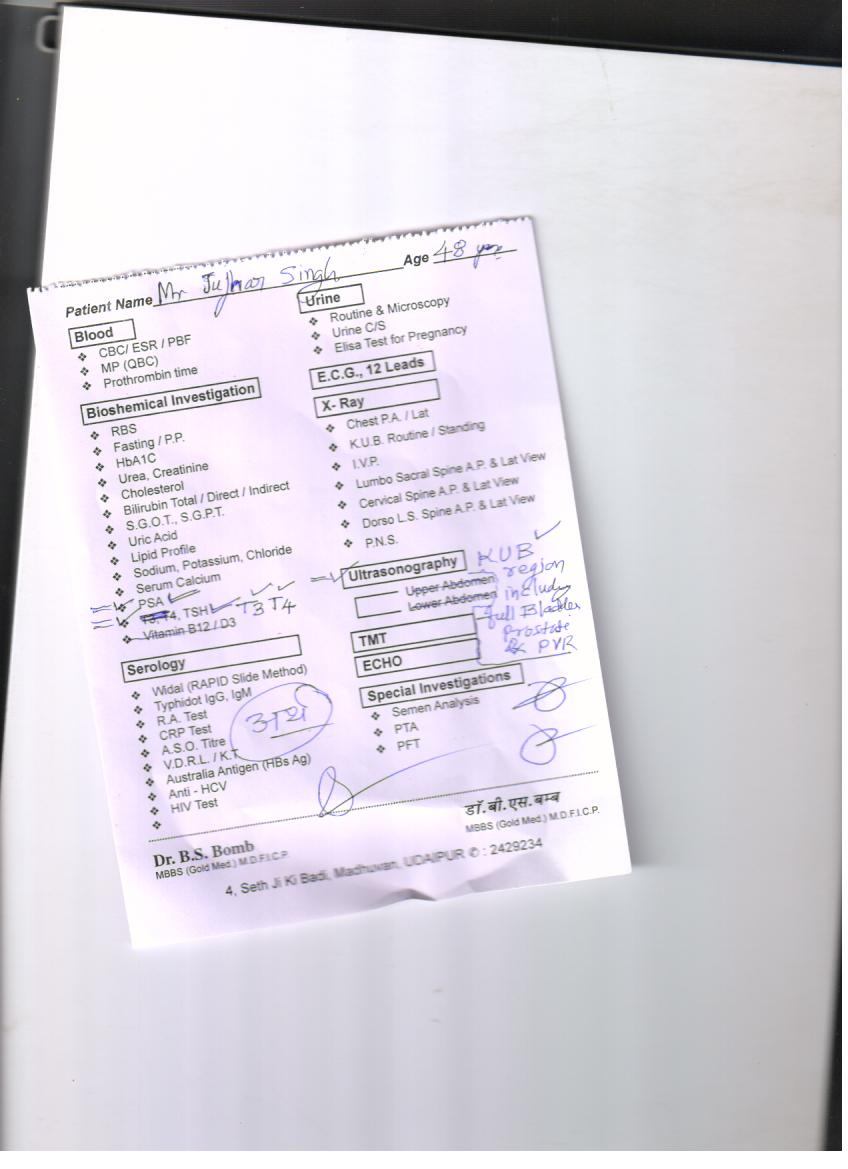 Patient Name Mr Jujhar Singh Age 48 yrs
Blood
❖ CBC/ ESR / PBF
❖ MP (QBC)
❖ Prothrombin time
Bioshemical Investigation
❖ RBS
❖ Fasting / P.P.
❖ HbA1C
❖ Urea, Creatinine
❖ Cholesterol
❖ Bilirubin Total / Direct / Indirect
❖ S.G.O.T., S.G.P.T.
❖ Uric Acid
❖ Lipid Profile
❖ Sodium, Potassium, Chloride
❖ Serum Calcium
❖ PSA
❖ T3, T4, TSH T3 T4
❖ Vitamin B12 / D3
Serology
❖ Widal (RAPID Slide Method)
❖ Typhidot IgG, IgM
❖ R.A. Test
❖ CRP Test
❖ A.S.O. Titre
❖ V.D.R.L. / K.T.
❖ Australia Antigen (HBs Ag)
❖ Anti - HCV
❖ HIV Test
❖
अर्थ
Urine
❖ Routine & Microscopy
❖ Urine C/S
❖ Elisa Test for Pregnancy
E.C.G., 12 Leads
X- Ray
❖ Chest P.A. / Lat
❖ K.U.B. Routine / Standing
❖ I.V.P.
❖ Lumbo Sacral Spine A.P. & Lat View
❖ Cervical Spine A.P. & Lat View
❖ Dorso L.S. Spine A.P. & Lat View
❖ P.N.S.
Ultrasonography KUB
region
Upper Abdomen
Lower Abdomen
full Bladder
Prostate
& PVR
TMT
ECHO
Special Investigations
❖ Semen Analysis
❖ PTA
❖ PFT
Dr. B.S. Bomb
MBBS (Gold Med.) M.D.F.I.C.P.
डॉ.बी.एस.बम्ब
MBBS (Gold Med.) M.D.F.I.C.P.
4, Seth Ji Ki Badi, Madhuvan, UDAIPUR ✆ : 2429234